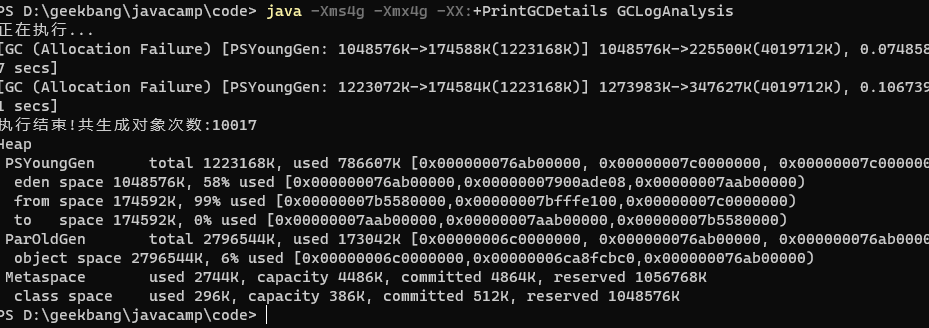 PS D:\geekbang\javacamp\code> java -Xms4g -Xmx4g -XX:+PrintGCDetails GCLogAnalysis
正在执行...
[GC (Allocation Failure) [PSYoungGen: 1048576K->174588K(1223168K)] 1048576K->225500K(4019712K), 0.074858
7 secs]
[GC (Allocation Failure) [PSYoungGen: 1223072K->174584K(1223168K)] 1273983K->347627K(4019712K), 0.106739
1 secs]
执行结束!共生成对象次数:10017
Heap
PSYoungGen total 1223168K, used 786607K [0x000000076ab00000, 0x00000007c0000000, 0x00000007c000000
eden space 1048576K, 58% used [0x000000076ab00000,0x00000007900ade08,0x00000007aab00000)
from space 174592K, 99% used [0x00000007b5580000,0x00000007bfffe100,0x00000007c0000000)
to space 174592K, 0% used [0x00000007aab00000,0x00000007aab00000,0x00000007b5580000)
ParOldGen total 2796544K, used 173042K [0x00000006c0000000, 0x000000076ab00000, 0x000000076ab0000
object space 2796544K, 6% used [0x00000006c0000000,0x00000006ca8fcbc0,0x000000076ab00000)
Metaspace used 2744K, capacity 4486K, committed 4864K, reserved 1056768K
class space used 296K, capacity 386K, committed 512K, reserved 1048576K
PS D:\geekbang\javacamp\code>